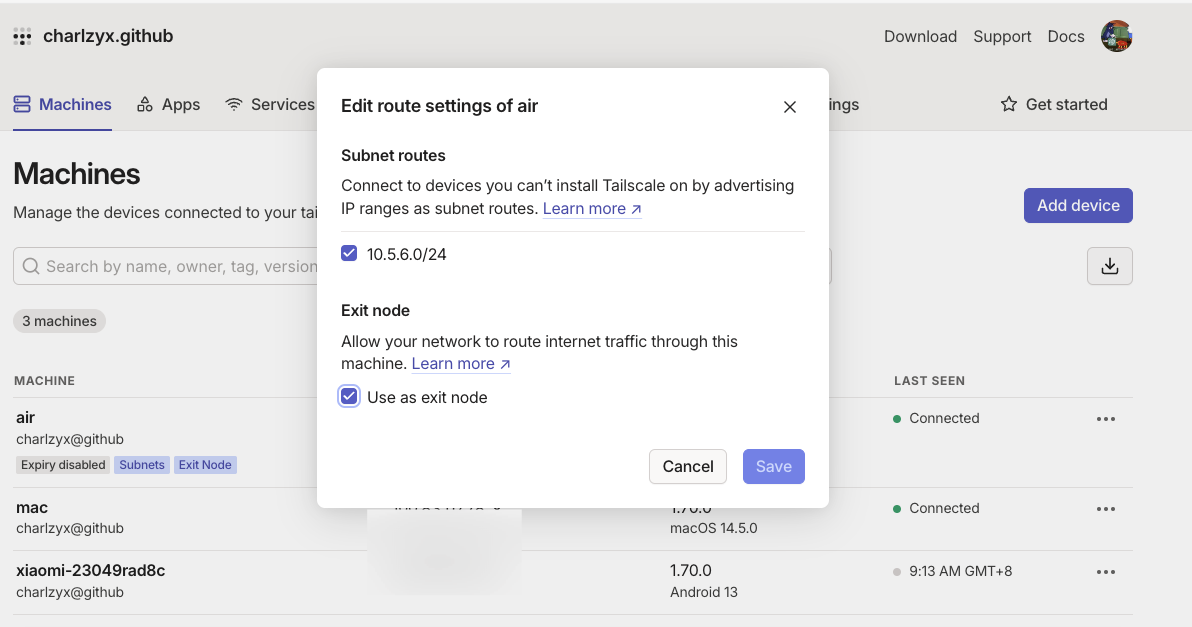 charlzyx.github
Download Support Docs
Machines Apps Services ings Get started
Edit route settings of air
Subnet routes
Connect to devices you can’t install Tailscale on by advertising
IP ranges as subnet routes. Learn more ↗
10.5.6.0/24
Exit node
Allow your network to route internet traffic through this
machine. Learn more ↗
Use as exit node
Cancel Save
Machines
Manage the devices connected to your tai
Add device
Search by name, owner, tag, version
3 machines
MACHINE LAST SEEN
air Connected
charlzyx@github
Expiry disabled Subnets Exit Node
mac 1.70.0 Connected
charlzyx@github macOS 14.5.0
xiaomi-23049rad8c 1.70.0 9:13 AM GMT+8
charlzyx@github Android 13